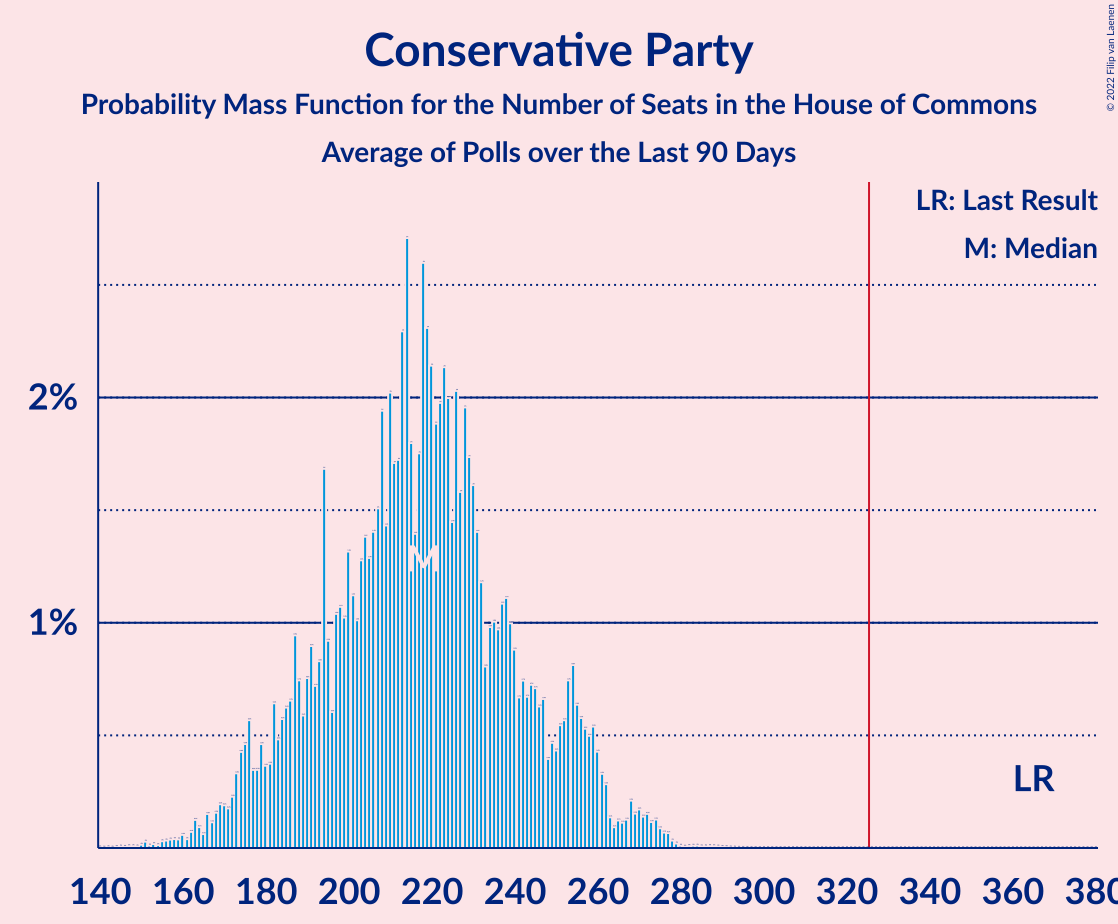 Conservative Party
Probability Mass Function for the Number of Seats in the House of Commons
Average of Polls over the Last 90 Days
© 2022 Filip van Laenen
LR: Last Result
M: Median
2%
1%
M
LR
140 160 180 200 220 240 260 280 300 320 340 360 380